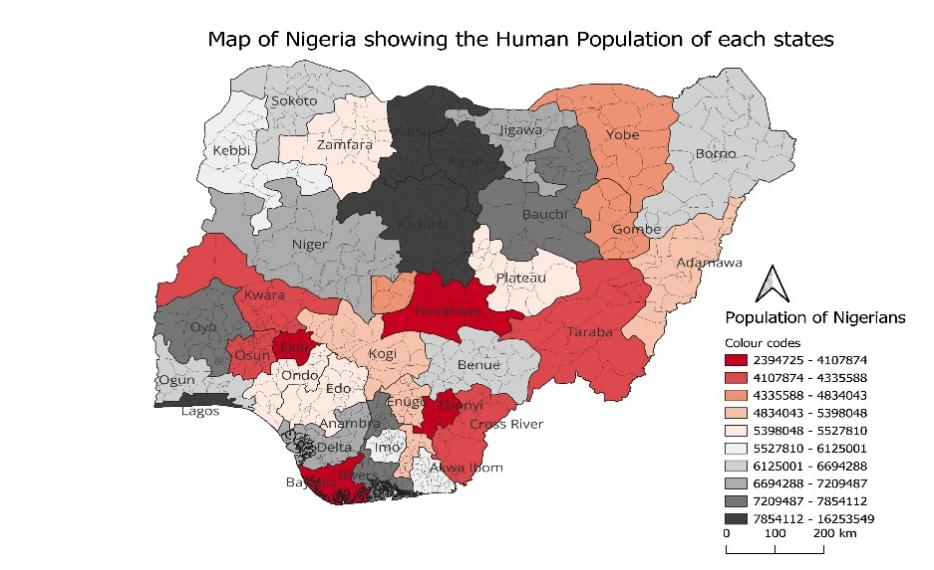 Map of Nigeria showing the Human Population of each states
Sokoto
Katsina
Jigawa
Yobe
Borno
Kebbi
Zamfara
Kano
Kaduna
Bauchi
Gombe
Adamawa
Niger
Plateau
Kwara
Nasarawa
Taraba
Oyo
Osun
Ekiti
Kogi
Benue
Ogun
Ondo
Edo
Lagos
Enugu
Ebonyi
Anambra
Cross River
Delta
Imo
Akwa Ibom
Bayelsa
Rivers
Population of Nigerians
Colour codes
2394725 - 4107874
4107874 - 4335588
4335588 - 4834043
4834043 - 5398048
5398048 - 5527810
5527810 - 6125001
6125001 - 6694288
6694288 - 7209487
7209487 - 7854112
7854112 - 16253549
0 100 200 km